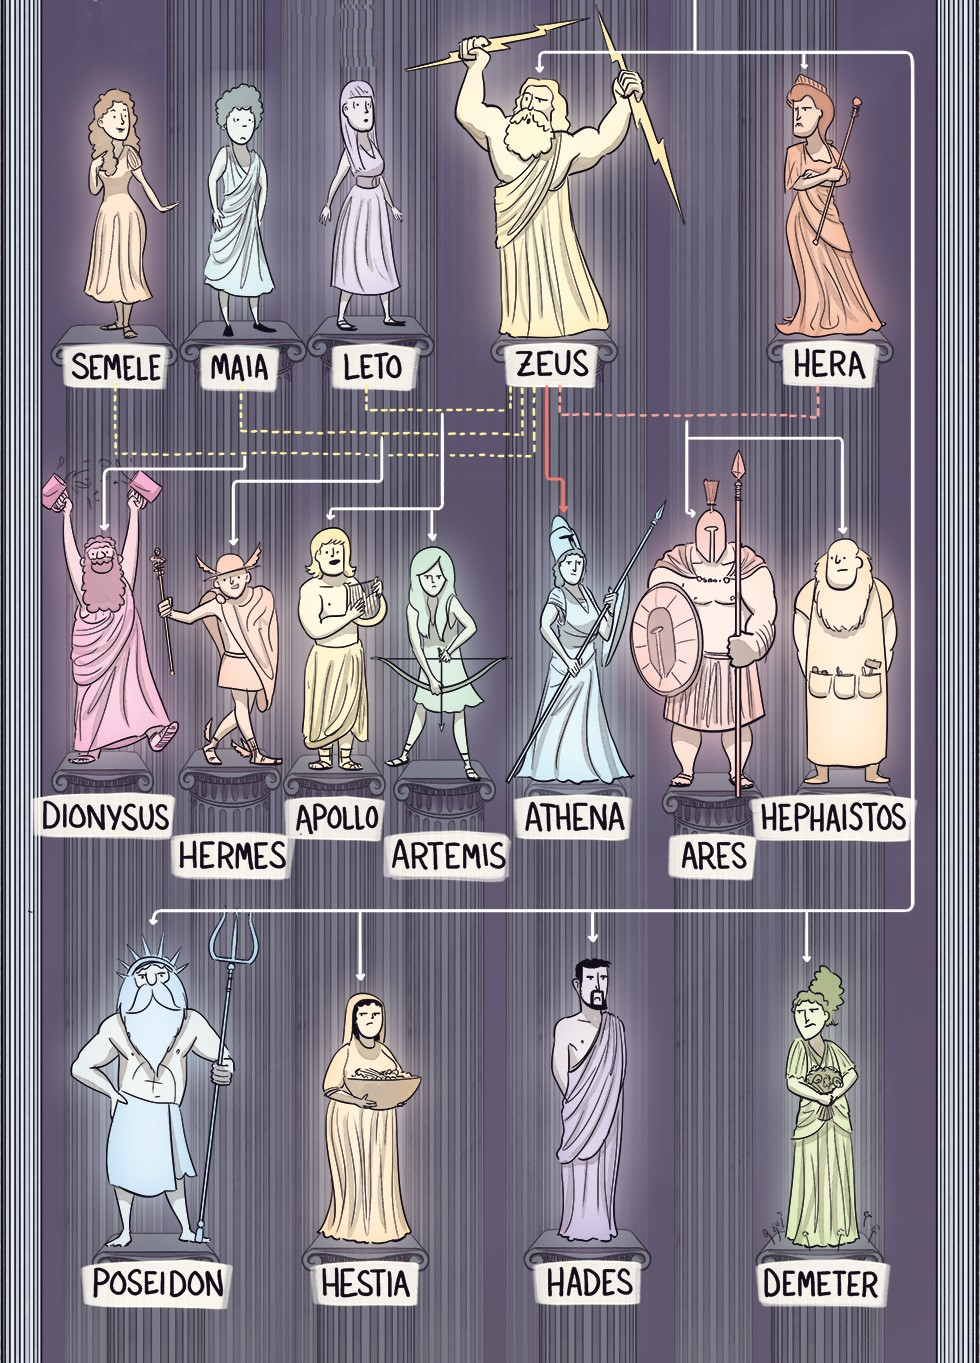 SEMELE
MAIA
LETO
ZEUS
HERA
DIONYSUS
HERMES
APOLLO
ARTEMIS
ATHENA
ARES
HEPHAISTOS
POSEIDON
HESTIA
HADES
DEMETER